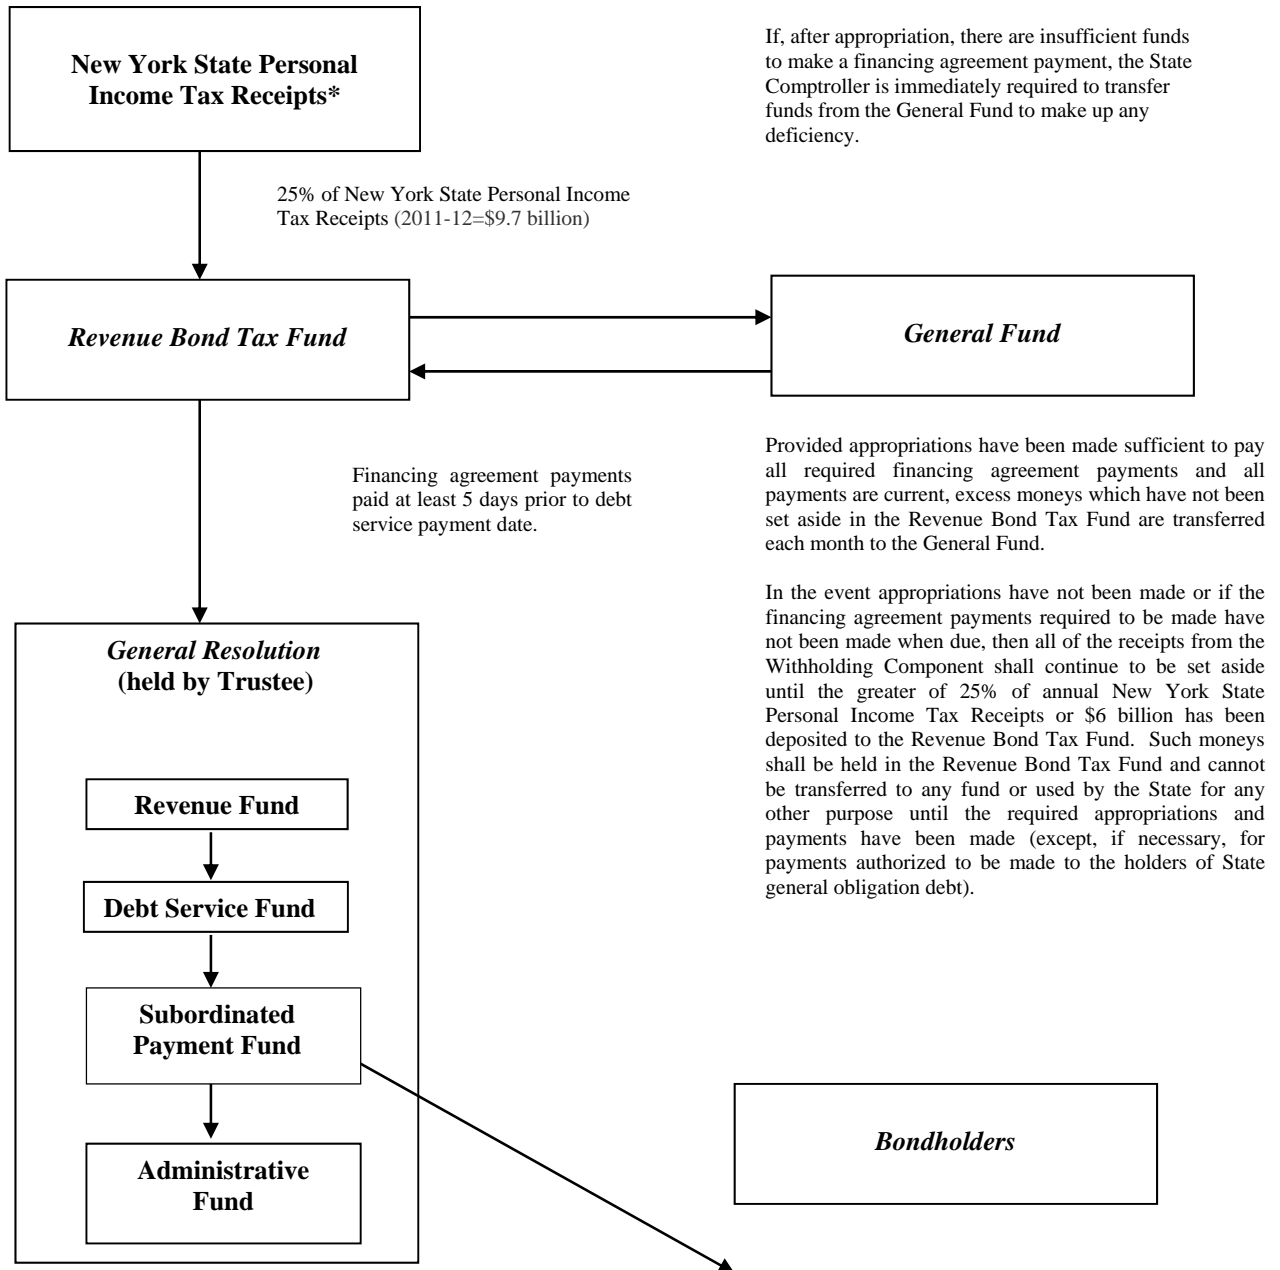 New York State Personal
Income Tax Receipts*
If, after appropriation, there are insufficient funds
to make a financing agreement payment, the State
Comptroller is immediately required to transfer
funds from the General Fund to make up any
deficiency.
25% of New York State Personal Income
Tax Receipts (2011-12=$9.7 billion)
Revenue Bond Tax Fund
General Fund
Financing agreement payments
paid at least 5 days prior to debt
service payment date.
Provided appropriations have been made sufficient to pay
all required financing agreement payments and all
payments are current, excess moneys which have not been
set aside in the Revenue Bond Tax Fund are transferred
each month to the General Fund.
In the event appropriations have not been made or if the
financing agreement payments required to be made have
not been made when due, then all of the receipts from the
Withholding Component shall continue to be set aside
until the greater of 25% of annual New York State
Personal Income Tax Receipts or $6 billion has been
deposited to the Revenue Bond Tax Fund. Such moneys
shall be held in the Revenue Bond Tax Fund and cannot
be transferred to any fund or used by the State for any
other purpose until the required appropriations and
payments have been made (except, if necessary, for
payments authorized to be made to the holders of State
general obligation debt).
General Resolution
(held by Trustee)
Revenue Fund
Debt Service Fund
Subordinated
Payment Fund
Administrative
Fund
Bondholders